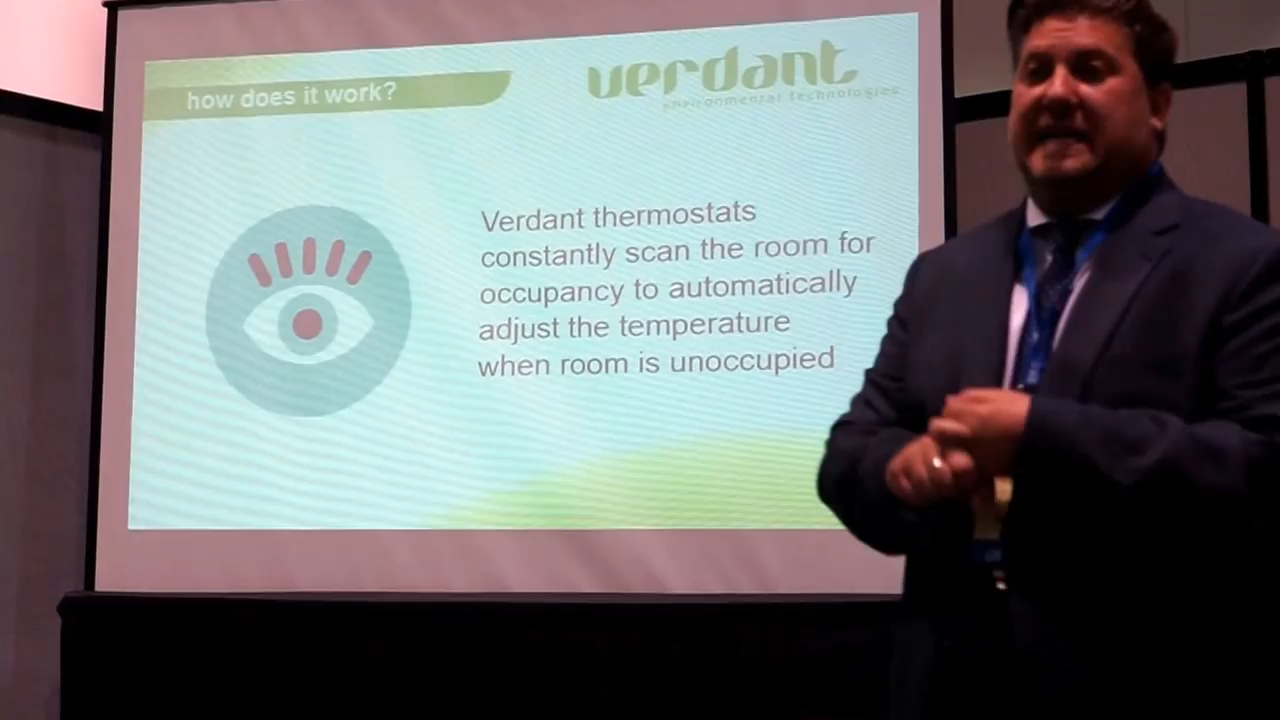 how does it work?
verdant
environmental technologies
Verdant thermostats
constantly scan the room for
occupancy to automatically
adjust the temperature
when room is unoccupied